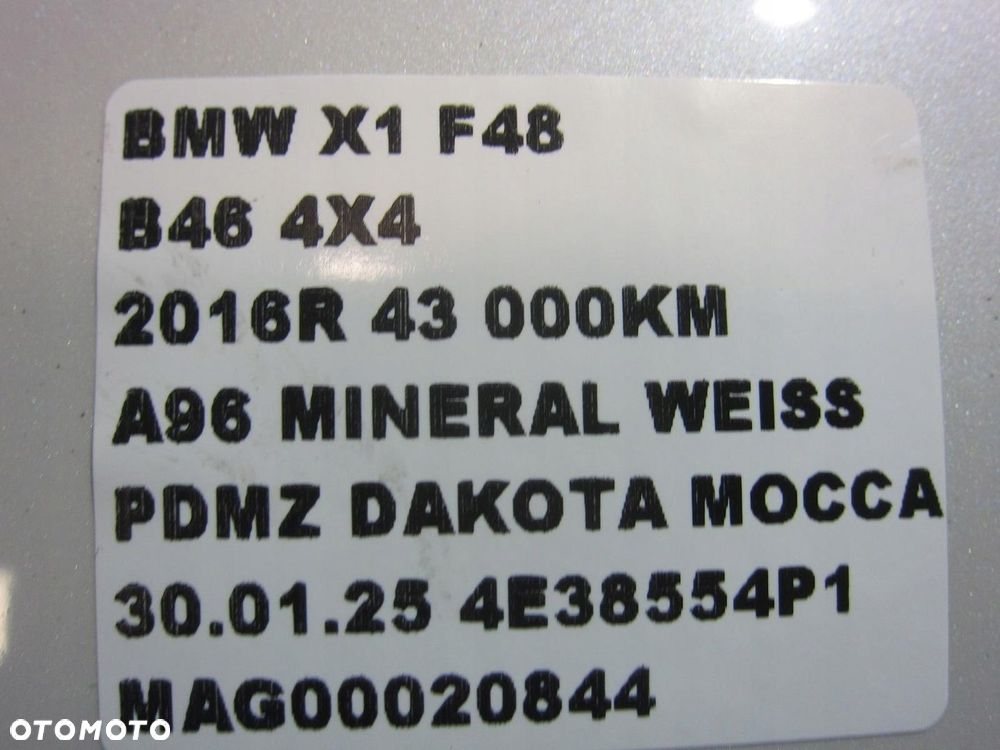 BMW X1 F48
B46 4X4
2016R 43 000KM
A96 MINERAL WEISS
PDMZ DAKOTA MOCCA
30.01.25 4E38554P1
MAG00020844
OTOMOTO